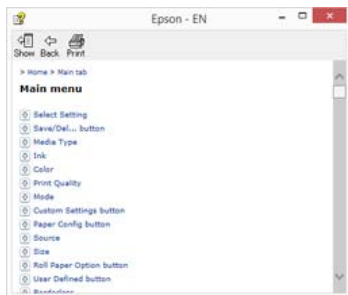 Epson - EN
Show Back Print
> Home > Main tab
Main menu
Select Setting
Save/Del... button
Media Type
Ink
Color
Print Quality
Mode
Custom Settings button
Paper Config button
Source
Size
Roll Paper Option button
User Defined button
Borderless